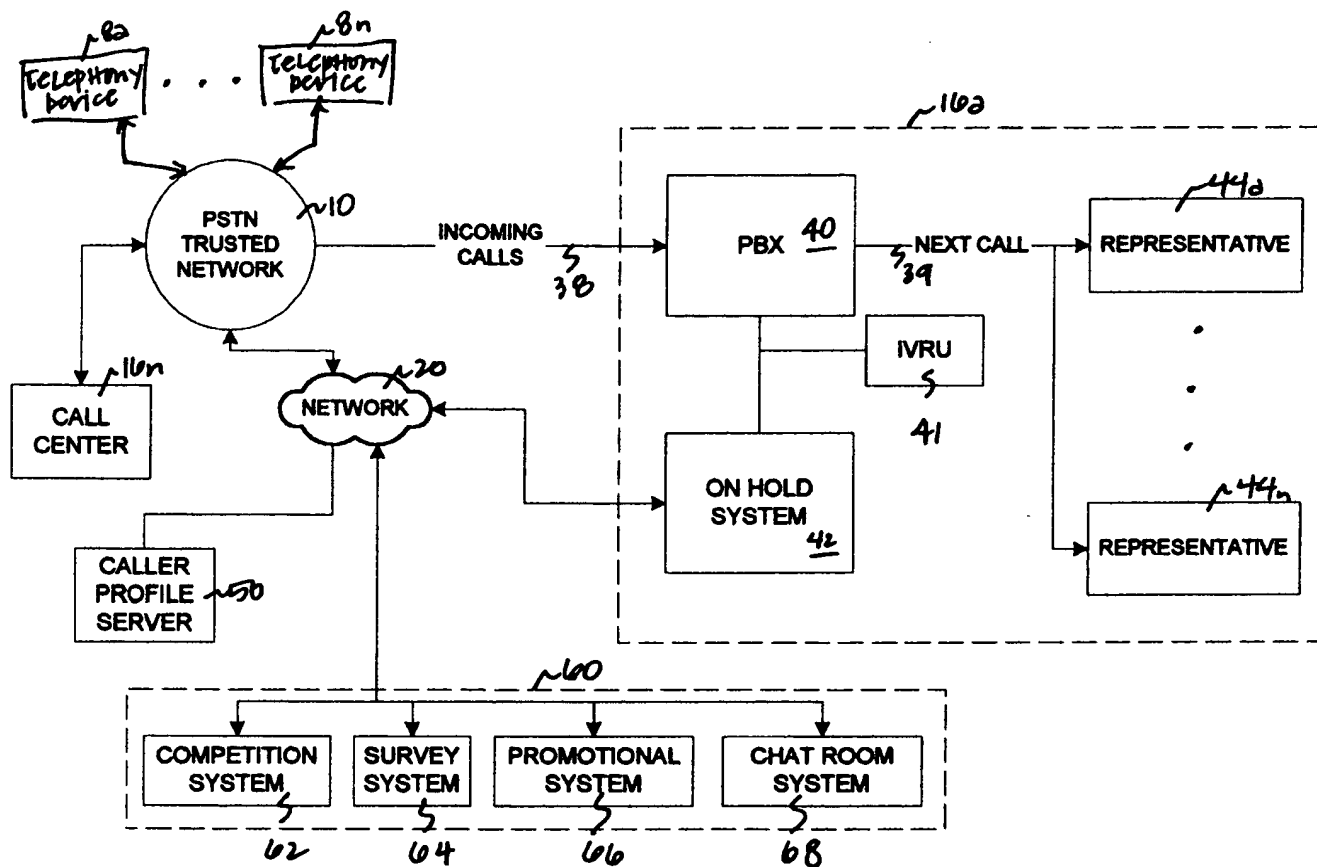 ~8a
~8n
TELEPHONY
DEVICE
. . .
TELEPHONY
DEVICE
~16a
PSTN
TRUSTED
NETWORK
~10
INCOMING
CALLS
38
PBX 40
NEXT CALL
39
~44a
REPRESENTATIVE
IVRU
41
~16n
CALL
CENTER
~20
NETWORK
ON HOLD
SYSTEM
42
~44n
REPRESENTATIVE
CALLER
PROFILE
SERVER
~50
~60
COMPETITION
SYSTEM
SURVEY
SYSTEM
PROMOTIONAL
SYSTEM
CHAT ROOM
SYSTEM
62
64
66
68